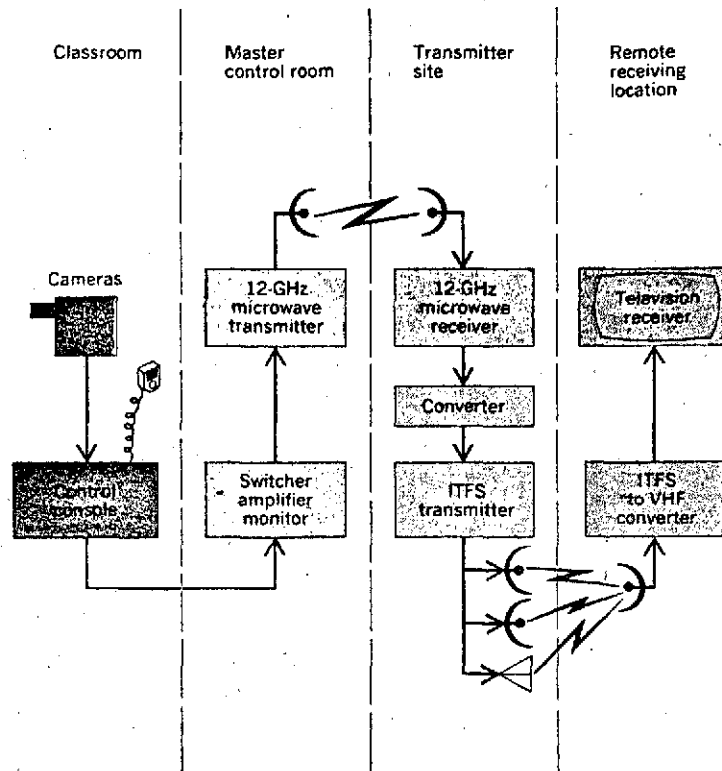 Classroom
Master
control room
Transmitter
site
Remote
receiving
location
Cameras
Control
console
12-GHz
microwave
transmitter
Switcher
amplifier
monitor
12-GHz
microwave
receiver
Converter
ITFS
transmitter
Television
receiver
ITFS
to VHF
converter